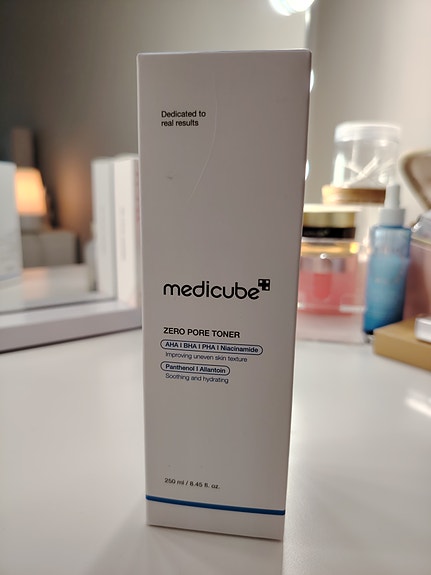 Dedicated to
real results
medicube
ZERO PORE TONER
AHA I BHA I PHA I Niacinamide
Improving uneven skin texture
Panthenol I Allantoin
Soothing and hydrating
250 ml / 8.45 fl. oz.